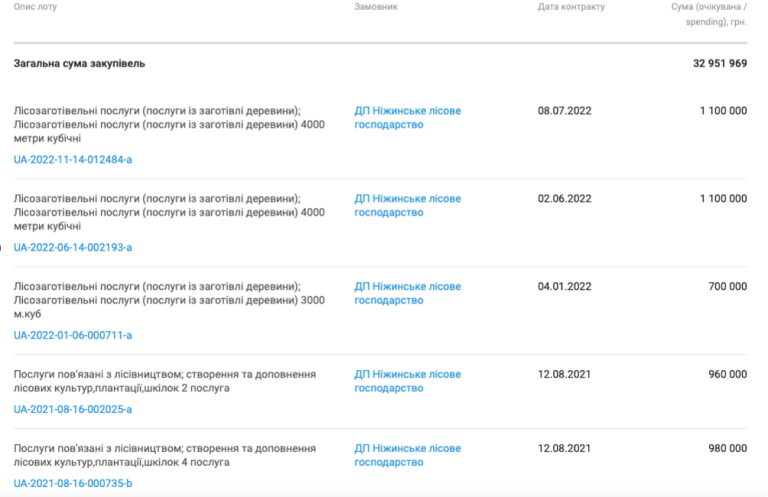 Опис лоту Замовник Дата контракту Сума (очікувана /
spending), грн.
Загальна сума закупівель 32 951 969
Лісозаготівельні послуги (послуги із заготівлі деревини); ДП Ніжинське лісове 08.07.2022 1 100 000
Лісозаготівельні послуги (послуги із заготівлі деревини) 4000 господарство
метри кубічні
UA-2022-11-14-012484-a
Лісозаготівельні послуги (послуги із заготівлі деревини); ДП Ніжинське лісове 02.06.2022 1 100 000
Лісозаготівельні послуги (послуги із заготівлі деревини) 4000 господарство
метри кубічні
UA-2022-06-14-002193-a
Лісозаготівельні послуги (послуги із заготівлі деревини); ДП Ніжинське лісове 04.01.2022 700 000
Лісозаготівельні послуги (послуги із заготівлі деревини) 3000 господарство
м.куб
UA-2022-01-06-000711-a
Послуги пов'язані з лісівництвом; створення та доповнення ДП Ніжинське лісове 12.08.2021 960 000
лісових культур,плантації,шкілок 2 послуга господарство
UA-2021-08-16-002025-a
Послуги пов'язані з лісівництвом; створення та доповнення ДП Ніжинське лісове 12.08.2021 980 000
лісових культур,плантації,шкілок 4 послуга господарство
UA-2021-08-16-000735-b